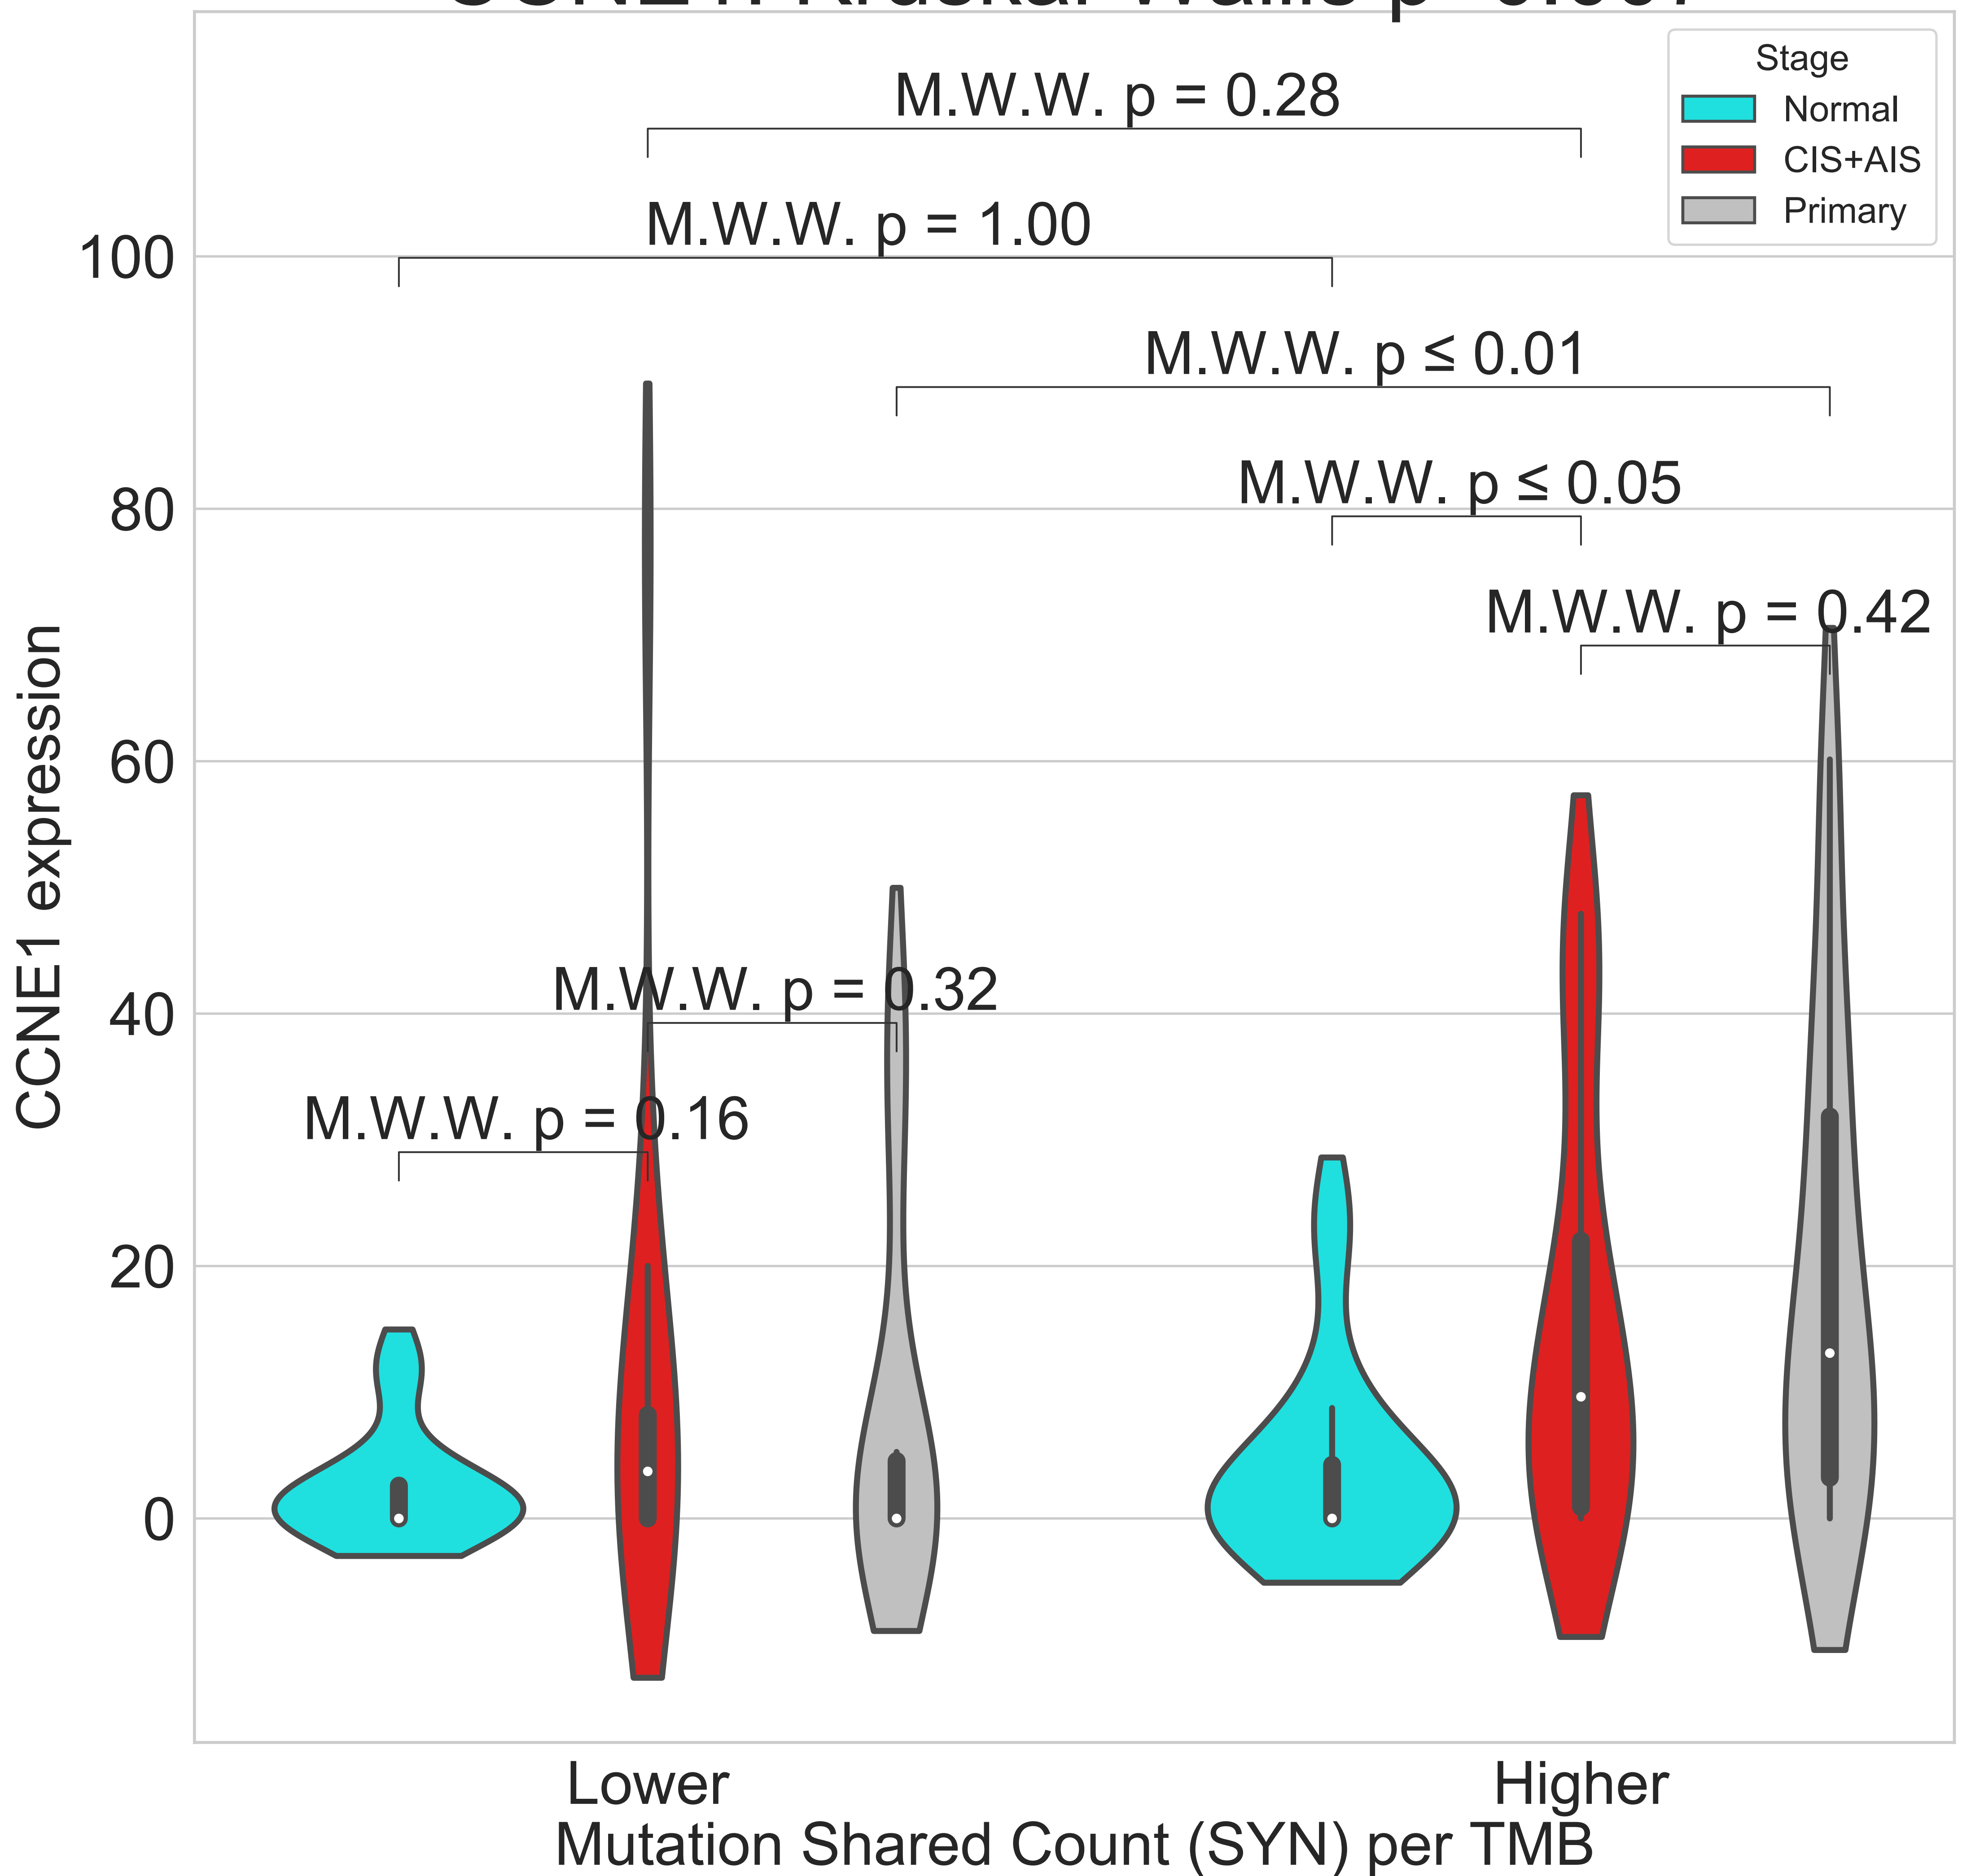 Stage
Normal
CIS+AIS
Primary
M.W.W. p = 0.28
M.W.W. p = 1.00
M.W.W. p ≤ 0.01
M.W.W. p ≤ 0.05
M.W.W. p = 0.42
M.W.W. p = 0.32
M.W.W. p = 0.16
100
80
60
40
20
0
CCNE1 expression
Lower
Higher
Mutation Shared Count (SYN) per TMB